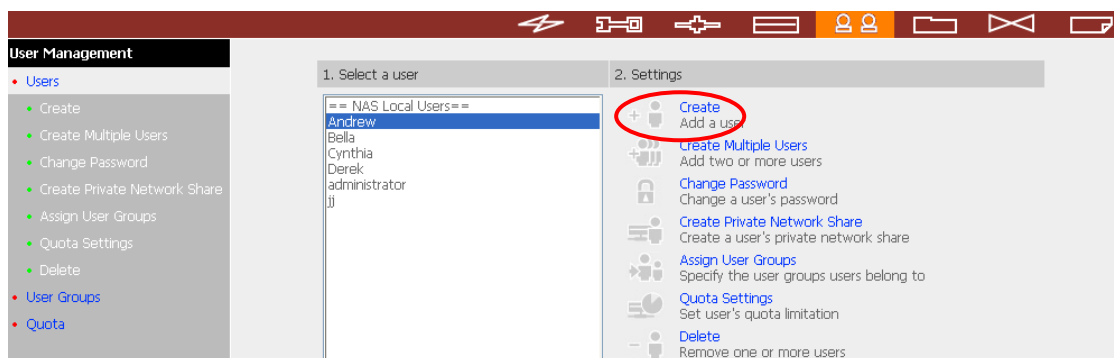 User Management
Users
Create
Create Multiple Users
Change Password
Create Private Network Share
Assign User Groups
Quota Settings
Delete
User Groups
Quota
1. Select a user
== NAS Local Users==
Andrew
Bella
Cynthia
Derek
administrator
jj
2. Settings
Create
Add a user
Create Multiple Users
Add two or more users
Change Password
Change a user's password
Create Private Network Share
Create a user's private network share
Assign User Groups
Specify the user groups users belong to
Quota Settings
Set user's quota limitation
Delete
Remove one or more users